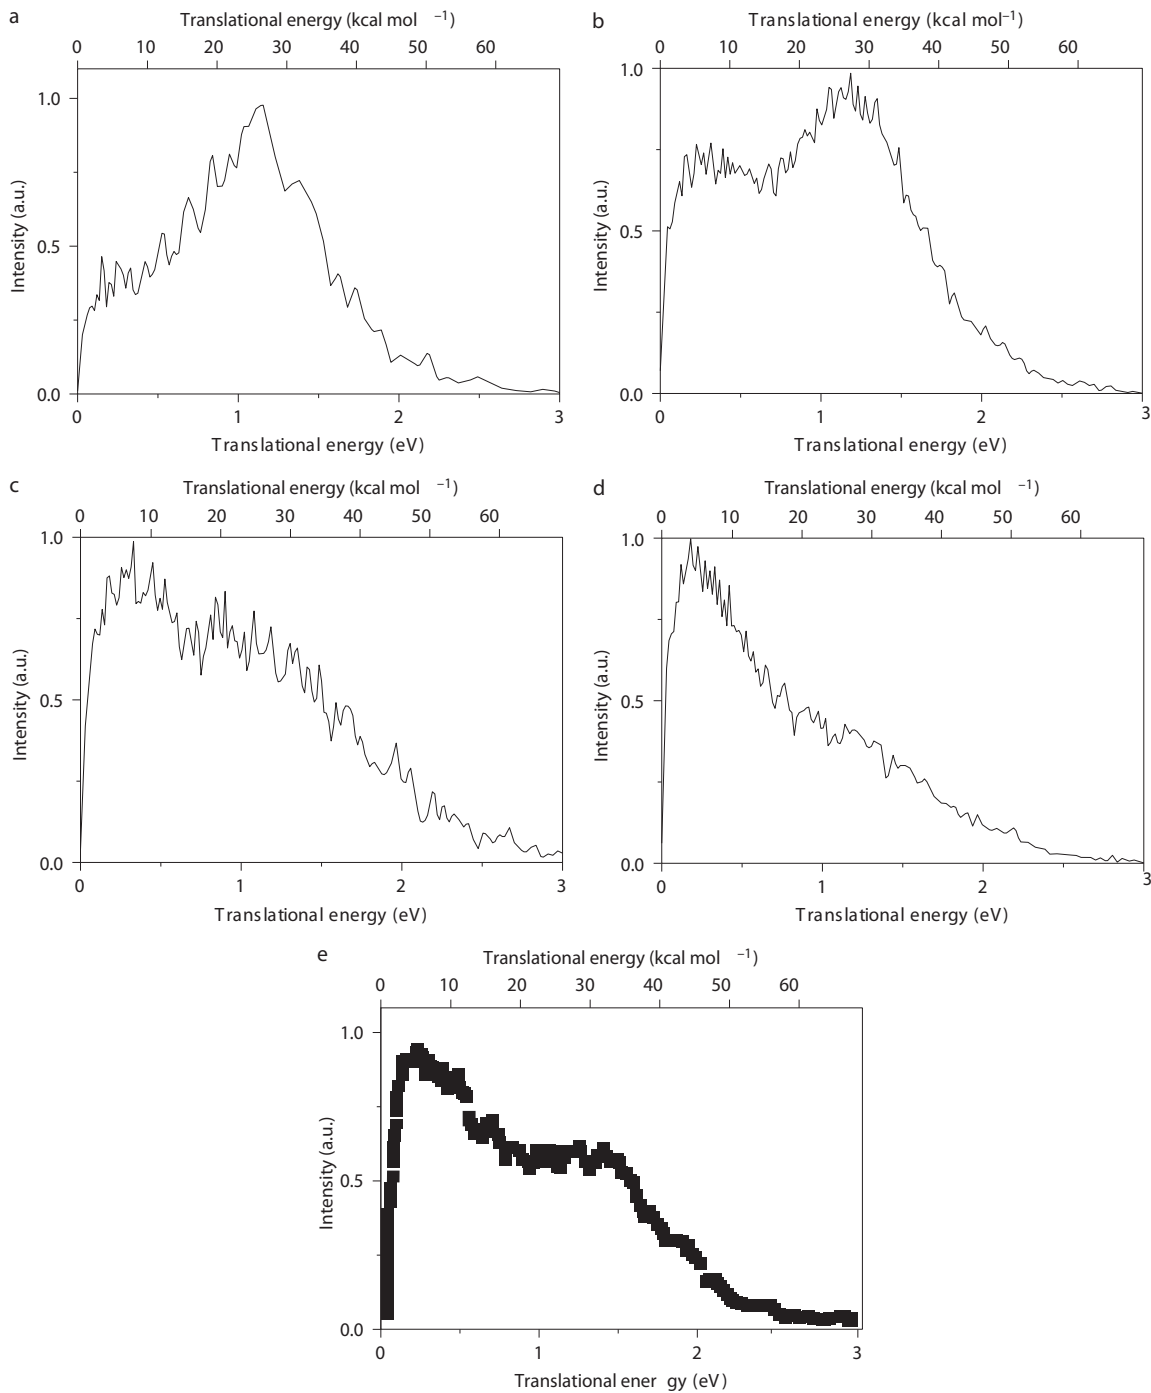 a
Translational energy (kcal mol −1)
0 10 20 30 40 50 60
1.0
0.5
0.0
Intensity (a.u.)
0 1 2 3
Translational energy (eV)
b
Translational energy (kcal mol−1)
0 10 20 30 40 50 60
1.0
0.5
0.0
Intensity (a.u.)
0 1 2 3
Translational energy (eV)
c
Translational energy (kcal mol −1)
0 10 20 30 40 50 60
1.0
0.5
0.0
Intensity (a.u.)
0 1 2 3
Translational energy (eV)
d
Translational energy (kcal mol −1)
0 10 20 30 40 50 60
1.0
0.5
0.0
Intensity (a.u.)
0 1 2 3
Translational energy (eV)
e
Translational energy (kcal mol −1)
0 10 20 30 40 50 60
1.0
0.5
0.0
Intensity (a.u.)
0 1 2 3
Translational ener gy (eV)